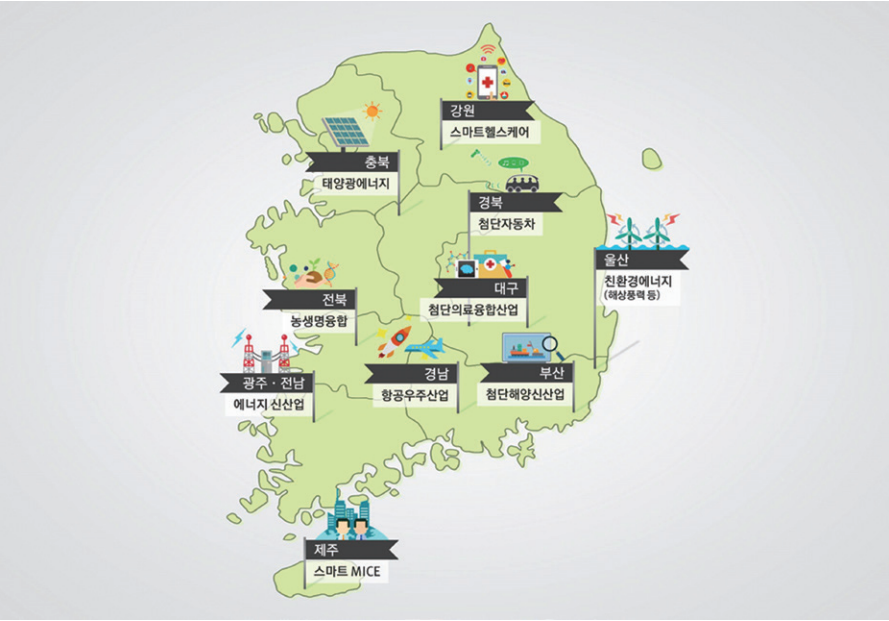 강원
스마트헬스케어
충북
태양광에너지
경북
첨단자동차
울산
친환경에너지
(해상풍력 등)
대구
첨단의료융합산업
전북
농생명융합
광주·전남
에너지 신산업
경남
항공우주산업
부산
첨단해양신산업
제주
스마트 MICE